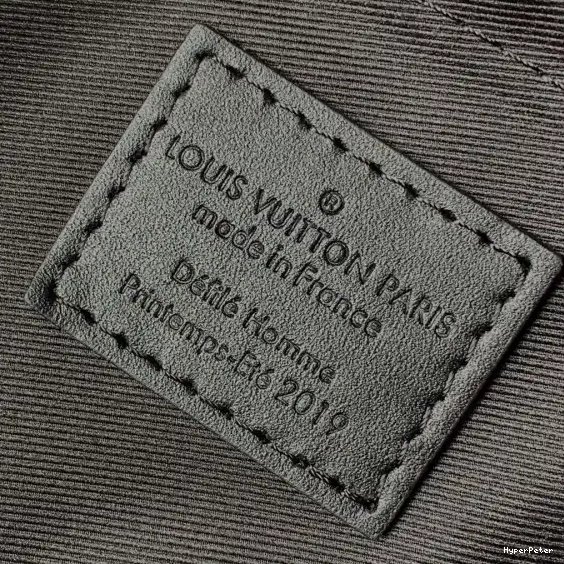 ®
LOUIS VUITTON PARIS
made in France
Défilé Homme
Printemps-Été 2019
HyperPeter